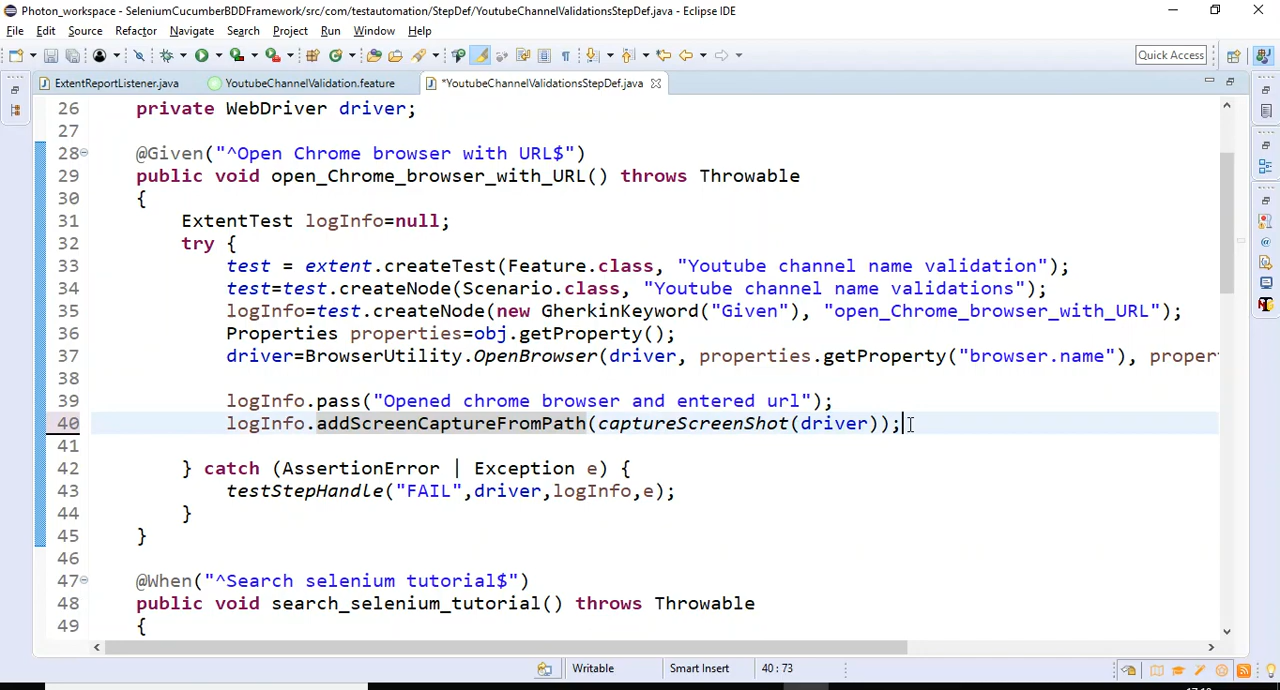 Photon_workspace - SeleniumCucumberBDDFramework/src/com/testautomation/StepDef/YoutubeChannelValidationsStepDef.java - Eclipse IDE
File Edit Source Refactor Navigate Search Project Run Window Help
Quick Access
ExtentReportListener.java YoutubeChannelValidation.feature *YoutubeChannelValidationsStepDef.java
26 private WebDriver driver;
27
28 @Given("^Open Chrome browser with URL$")
29 public void open_Chrome_browser_with_URL() throws Throwable
30 {
31 ExtentTest logInfo=null;
32 try {
33 test = extent.createTest(Feature.class, "Youtube channel name validation");
34 test=test.createNode(Scenario.class, "Youtube channel name validations");
35 logInfo=test.createNode(new GherkinKeyword("Given"), "open_Chrome_browser_with_URL");
36 Properties properties=obj.getProperty();
37 driver=BrowserUtility.OpenBrowser(driver, properties.getProperty("browser.name"), proper
38
39 logInfo.pass("Opened chrome browser and entered url");
40 logInfo.addScreenCaptureFromPath(captureScreenShot(driver));
41
42 } catch (AssertionError | Exception e) {
43 testStepHandle("FAIL",driver,logInfo,e);
44 }
45 }
46
47 @When("^Search selenium tutorial$")
48 public void search_selenium_tutorial() throws Throwable
49 {
Writable Smart Insert 40 : 73